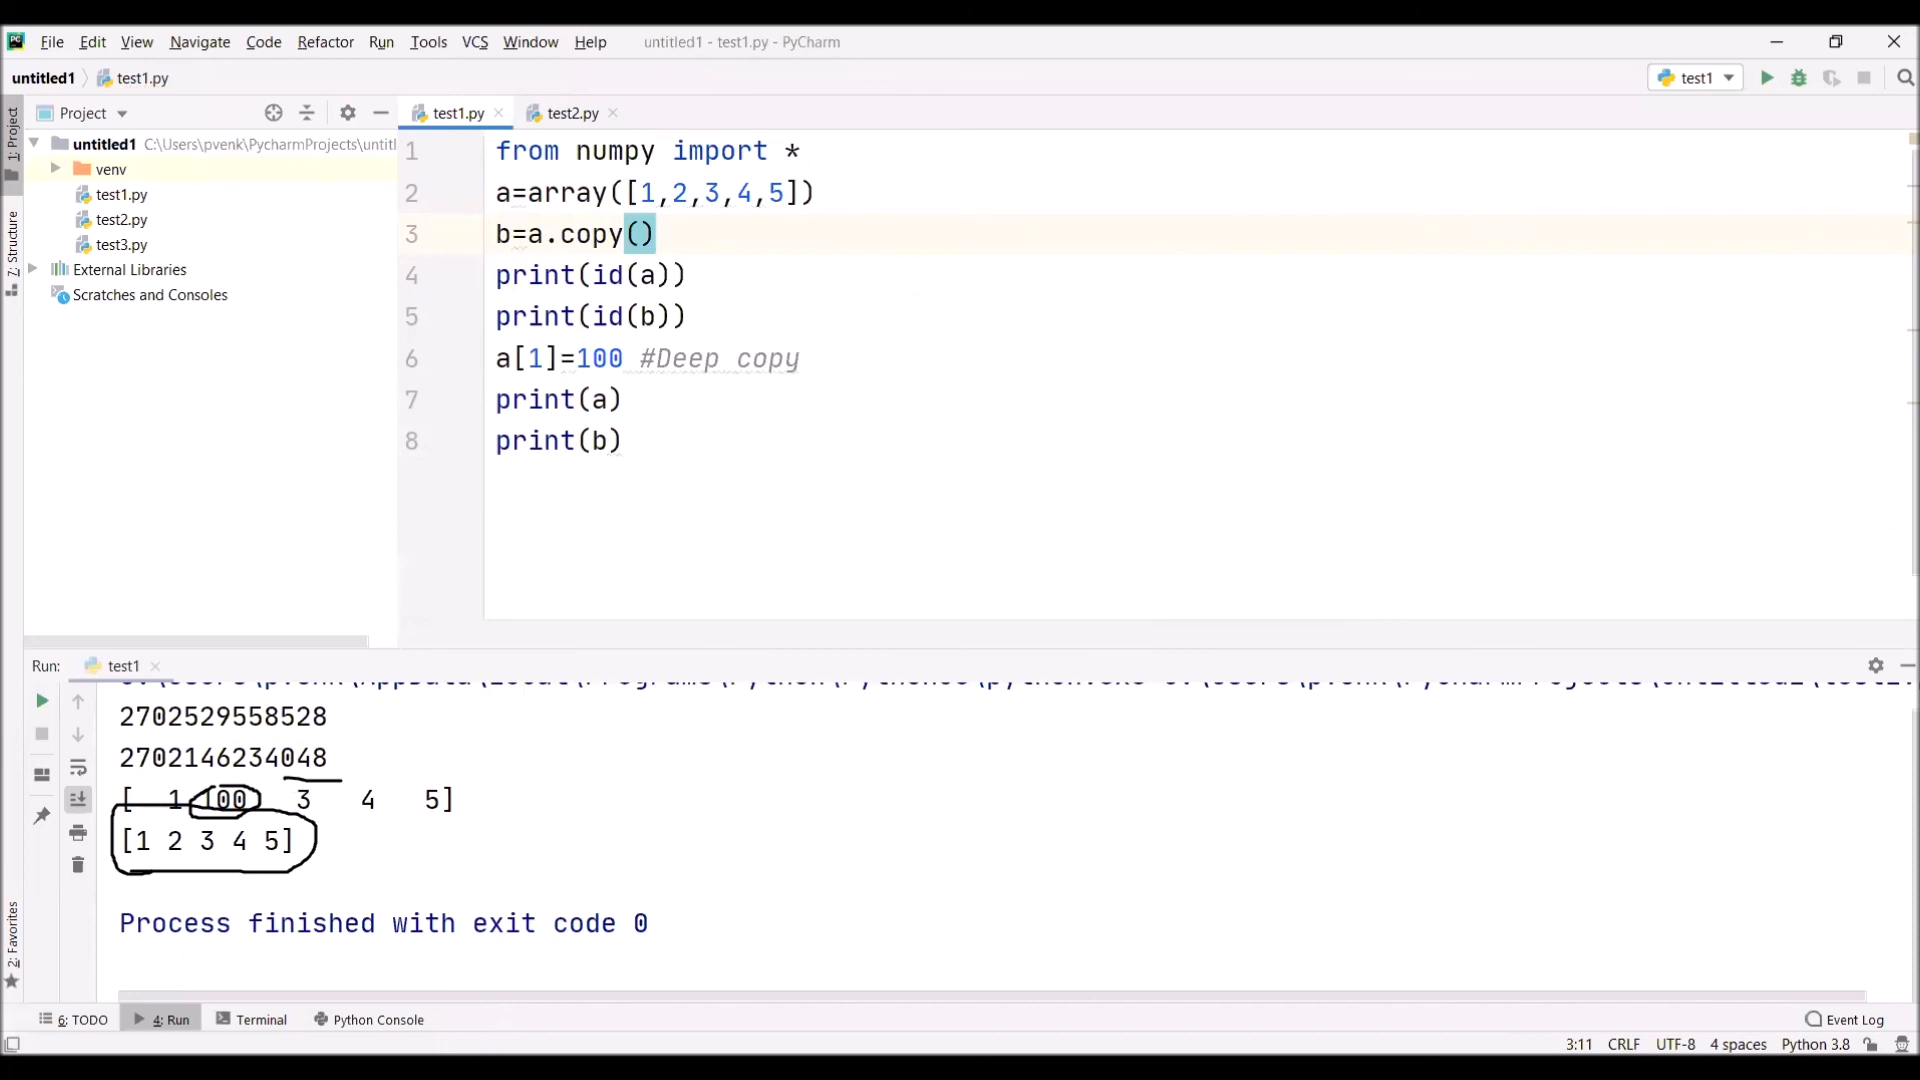 File Edit View Navigate Code Refactor Run Tools VCS Window Help untitled1 - test1.py - PyCharm
untitled1 test1.py test1
1: Project
7: Structure
2: Favorites
Project
untitled1 C:\Users\pvenk\PycharmProjects\untitl
venv
test1.py
test2.py
test3.py
External Libraries
Scratches and Consoles
test1.py test2.py
1 from numpy import *
2 a=array([1,2,3,4,5])
3 b=a.copy()
4 print(id(a))
5 print(id(b))
6 a[1]=100 #Deep copy
7 print(a)
8 print(b)
Run: test1
2702529558528
2702146234048
[ 1 100 3 4 5]
[1 2 3 4 5]
Process finished with exit code 0
6: TODO 4: Run Terminal Python Console Event Log
3:11 CRLF UTF-8 4 spaces Python 3.8